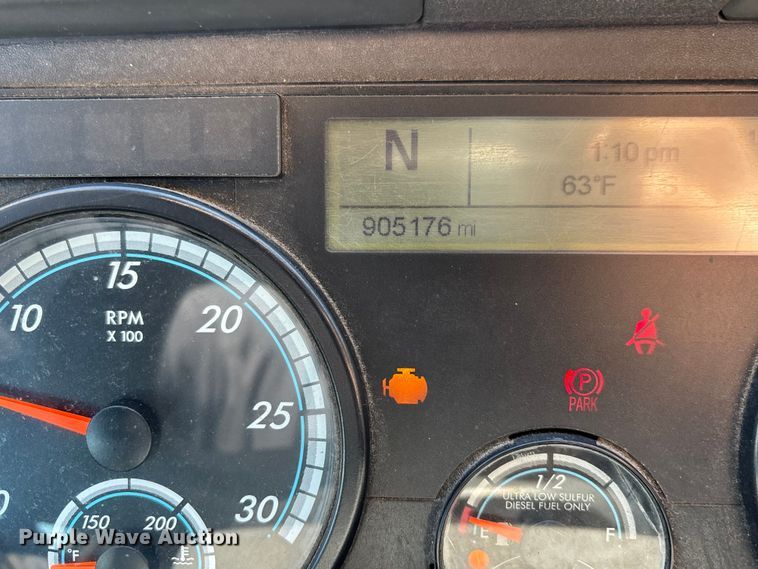 N
1:10 pm
63°F
905176 mi
15
10
20
RPM
X 100
25
30
150
200
°F
PARK
1/2
ULTRA LOW SULFUR
DIESEL FUEL ONLY
E
F
Purple Wave Auction